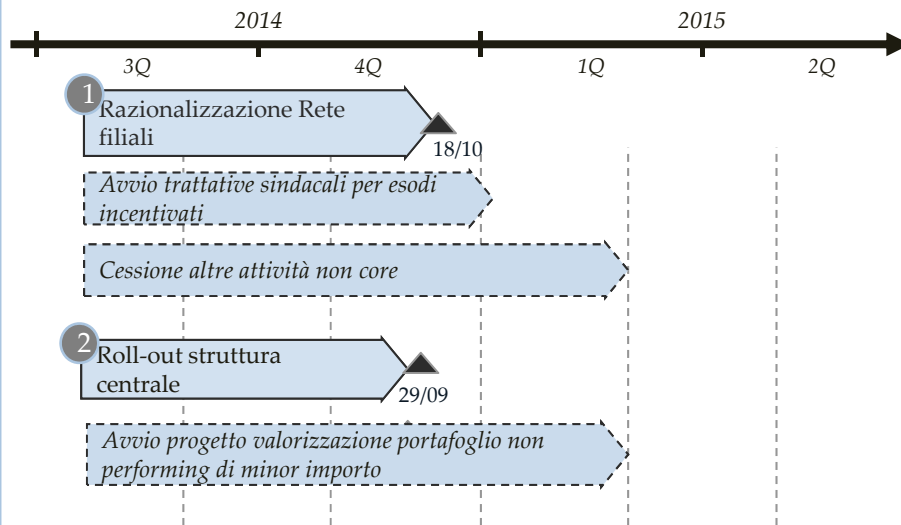 2014
2015
3Q
4Q
1Q
2Q
1
Razionalizzazione Rete
filiali
18/10
Avvio trattative sindacali per esodi
incentivati
Cessione altre attività non core
2
Roll-out struttura
centrale
29/09
Avvio progetto valorizzazione portafoglio non
performing di minor importo